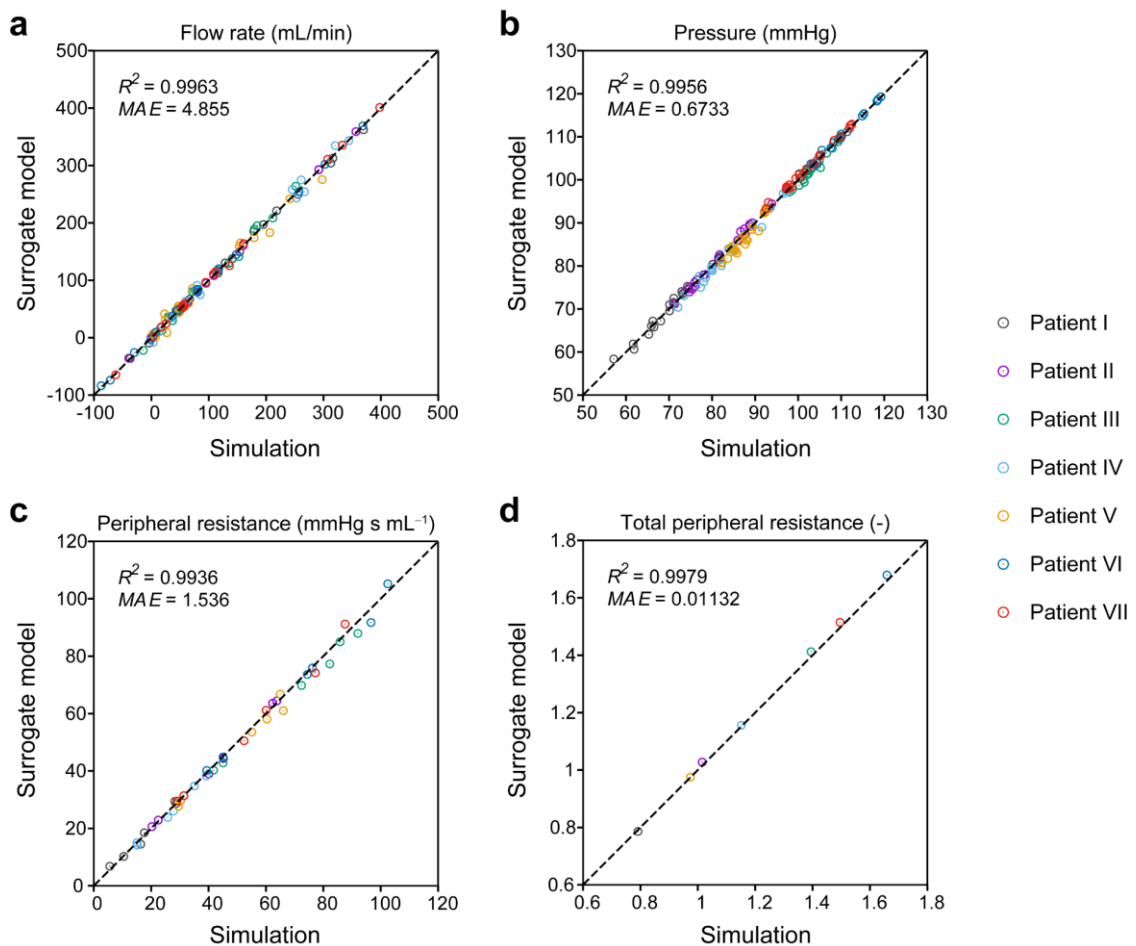 a
Flow rate (mL/min)
500
400
300
200
100
0
-100
-100 0 100 200 300 400 500
R² = 0.9963
MAE = 4.855
Surrogate model
Simulation
b
Pressure (mmHg)
130
120
110
100
90
80
70
60
50
50 60 70 80 90 100 110 120 130
R² = 0.9956
MAE = 0.6733
Surrogate model
Simulation
c
Peripheral resistance (mmHg s mL⁻¹)
120
100
80
60
40
20
0
0 20 40 60 80 100 120
R² = 0.9936
MAE = 1.536
Surrogate model
Simulation
d
Total peripheral resistance (-)
1.8
1.6
1.4
1.2
1
0.8
0.6
0.6 0.8 1 1.2 1.4 1.6 1.8
R² = 0.9979
MAE = 0.01132
Surrogate model
Simulation
Patient I
Patient II
Patient III
Patient IV
Patient V
Patient VI
Patient VII